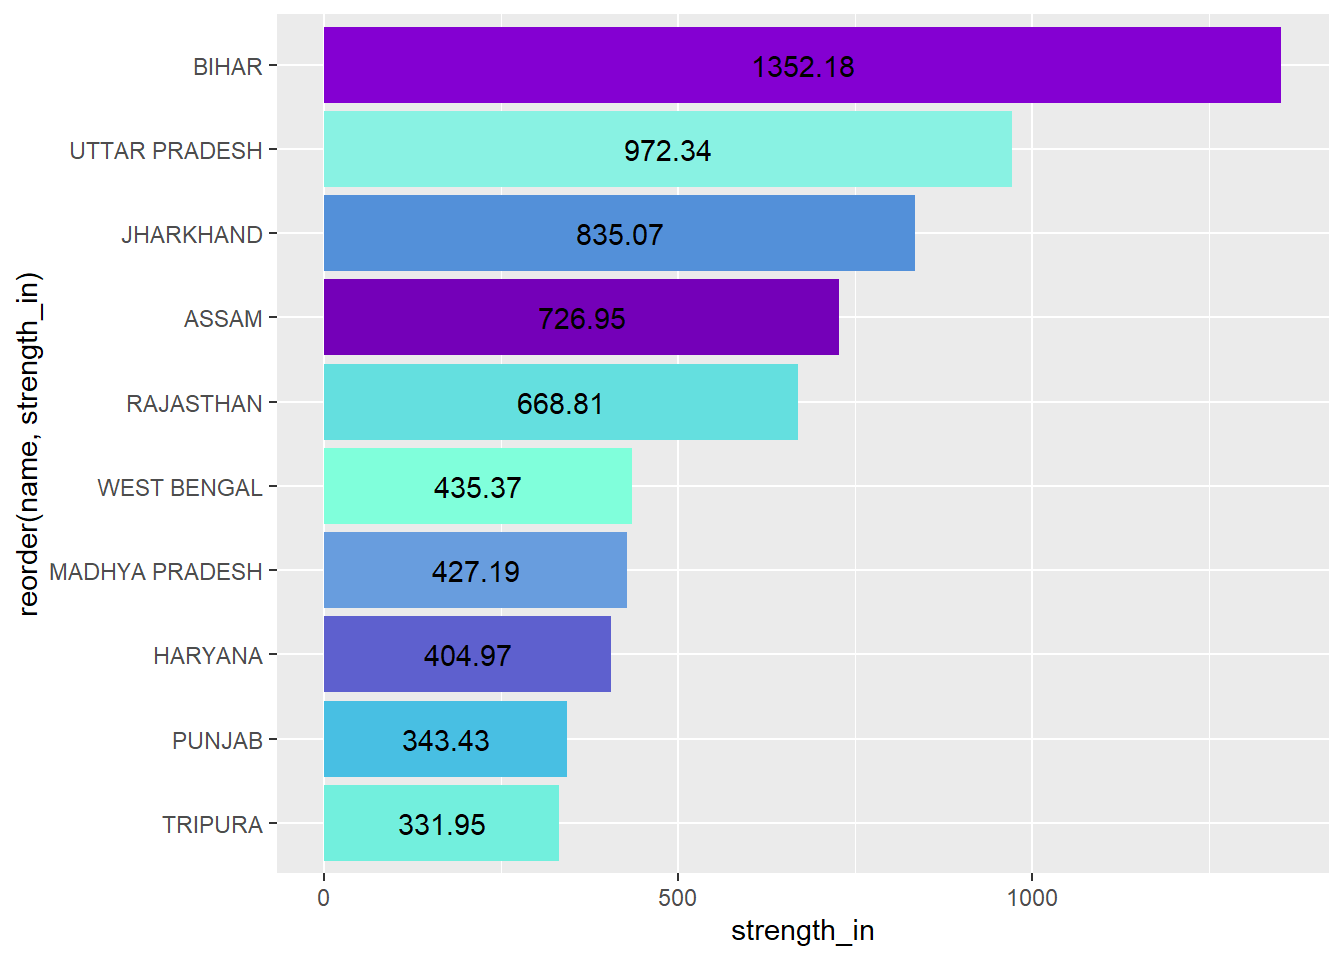 BIHAR
1352.18
UTTAR PRADESH
972.34
JHARKHAND
835.07
ASSAM
726.95
RAJASTHAN
668.81
WEST BENGAL
435.37
MADHYA PRADESH
427.19
HARYANA
404.97
PUNJAB
343.43
TRIPURA
331.95
reorder(name, strength_in)
0
500
1000
strength_in